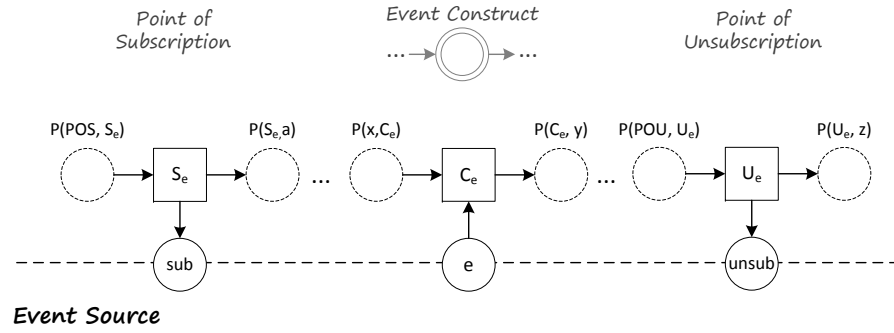 Point of
Subscription
Event Construct
Point of
Unsubscription
... ...
P(POS, Se) P(Se,a) P(x,Ce) P(Ce, y) P(POU, Ue) P(Ue, z)
Se ... Ce ... Ue
sub e unsub
Event Source